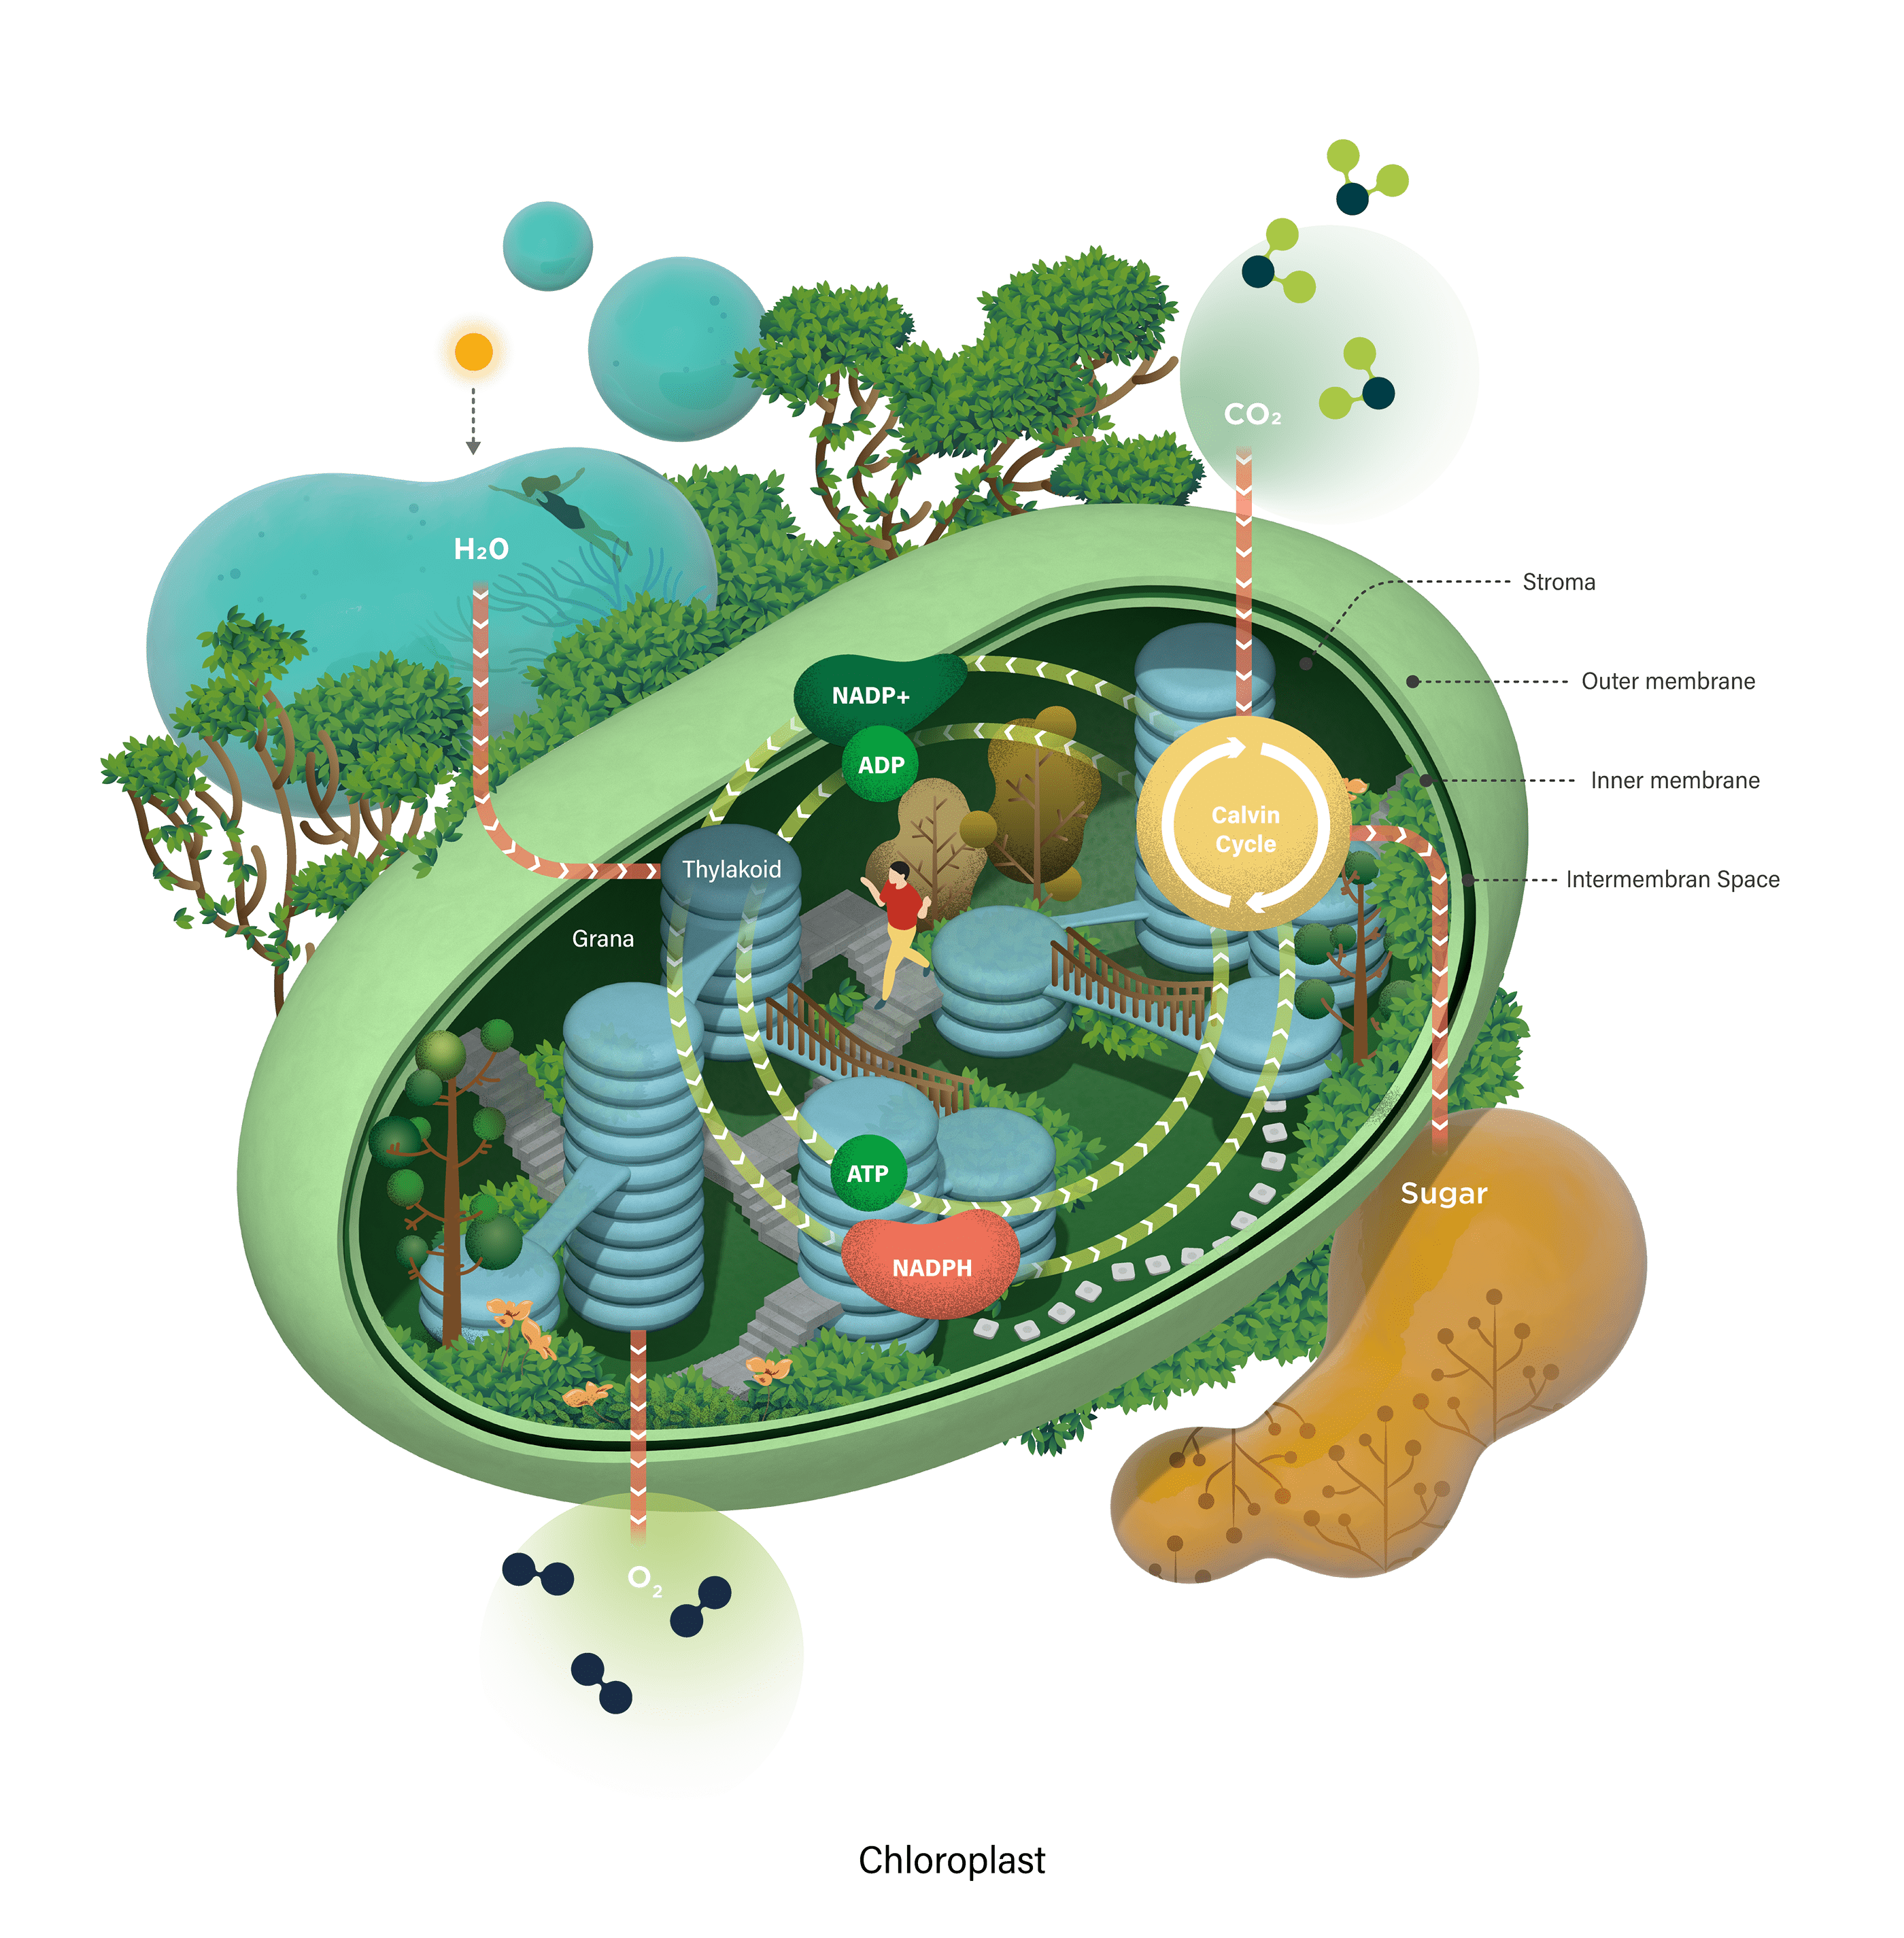 CO₂
H₂O
Stroma
Outer membrane
NADP+
ADP
Inner membrane
Calvin
Cycle
Thylakoid
Intermembran Space
Grana
ATP
Sugar
NADPH
O₂
Chloroplast